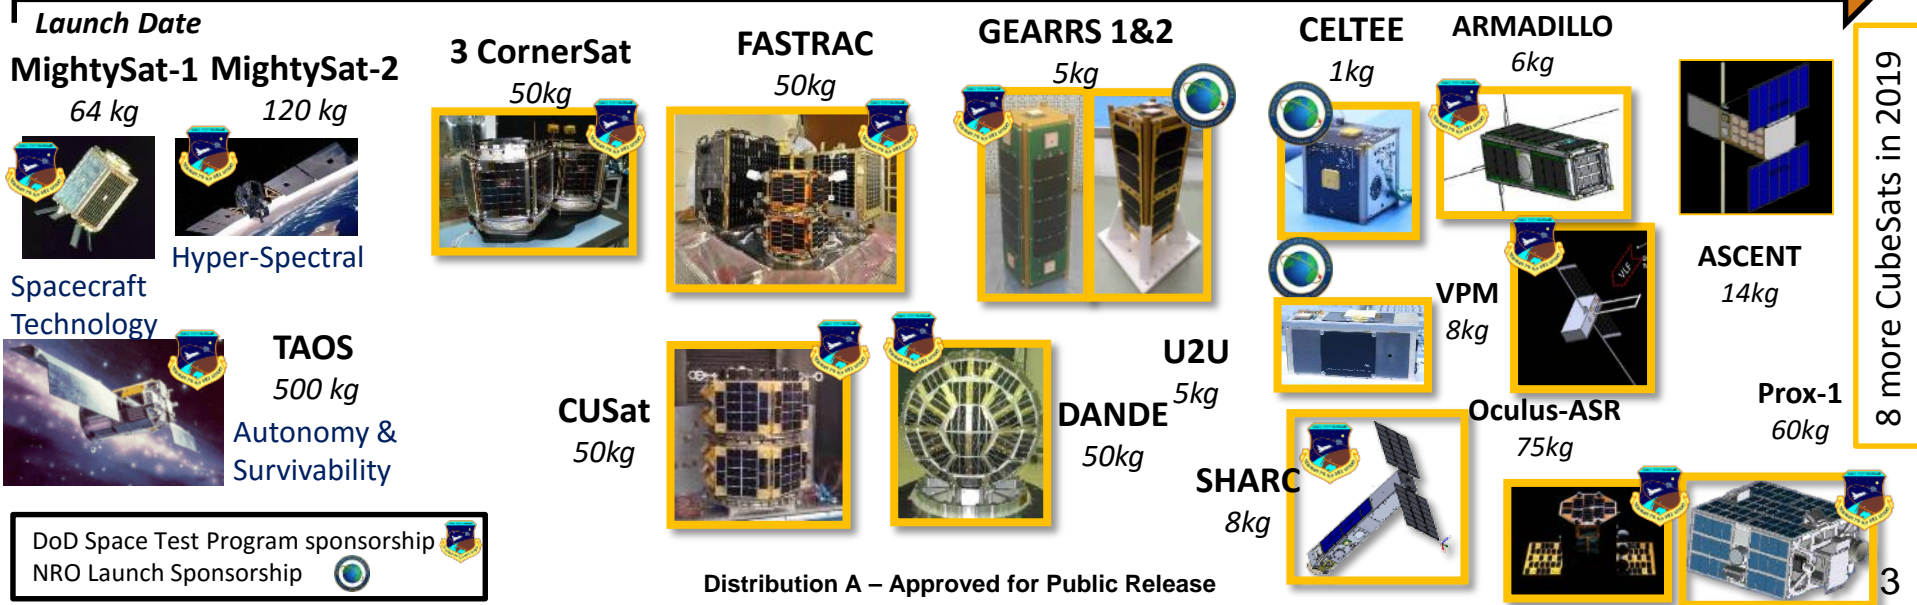 Launch Date
MightySat-1
64 kg
MightySat-2
120 kg
3 CornerSat
50kg
FASTRAC
50kg
GEARRS 1&2
5kg
CELTEE
1kg
ARMADILLO
6kg
8 more CubeSats in 2019
Hyper-Spectral
Spacecraft
Technology
ASCENT
14kg
VPM
8kg
VLF
TAOS
500 kg
Autonomy &
Survivability
CUSat
50kg
DANDE
50kg
U2U
5kg
SHARC
8kg
Oculus-ASR
75kg
Prox-1
60kg
DoD Space Test Program sponsorship
NRO Launch Sponsorship
Distribution A – Approved for Public Release
3